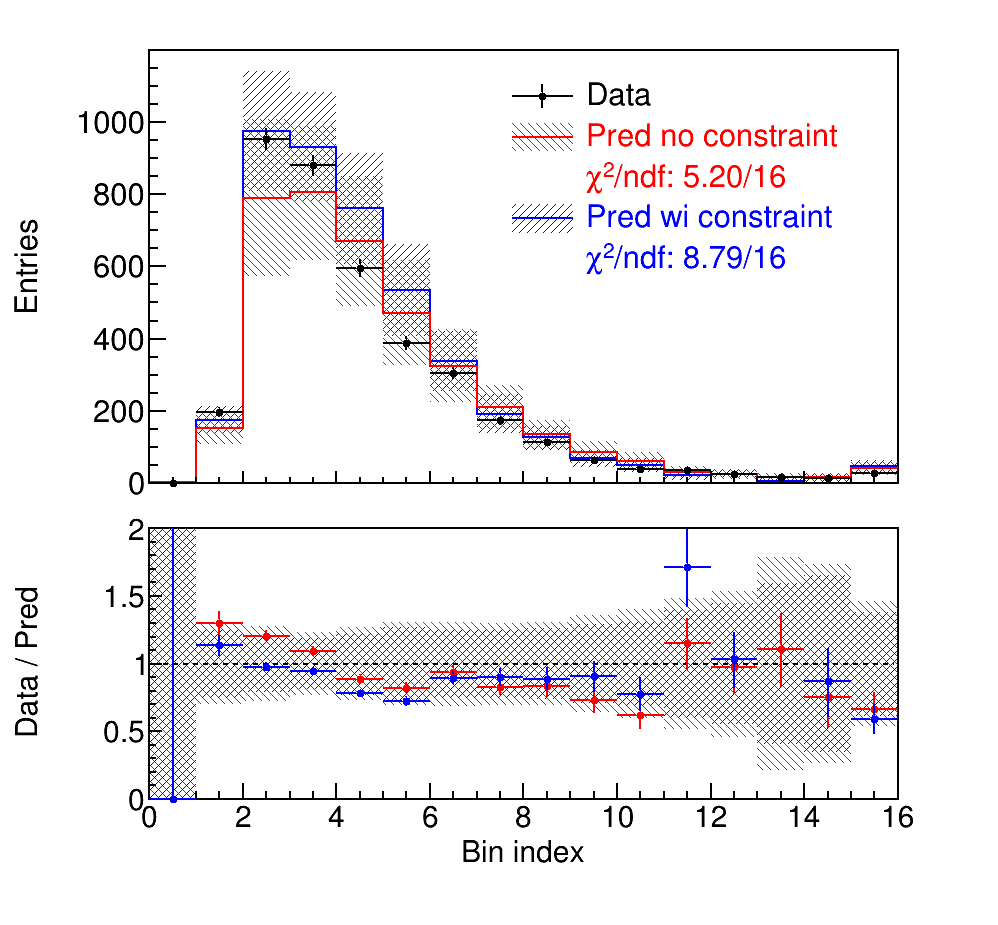 Entries
1000
800
600
400
200
0
Data
Pred no constraint
χ²/ndf: 5.20/16
Pred wi constraint
χ²/ndf: 8.79/16
Data / Pred
2
1.5
1
0.5
0
0 2 4 6 8 10 12 14 16
Bin index